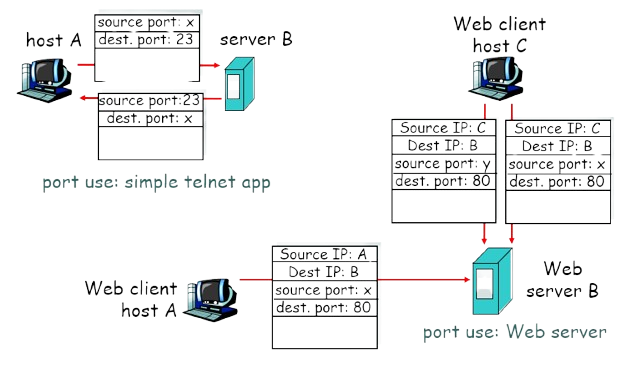 host A
source port: x
dest. port: 23
server B
source port:23
dest. port: x
port use: simple telnet app
Web client
host C
Source IP: C
Dest IP: B
source port: y
dest. port: 80
Source IP: C
Dest IP: B
source port: x
dest. port: 80
Web client
host A
Source IP: A
Dest IP: B
source port: x
dest. port: 80
Web
server B
port use: Web server